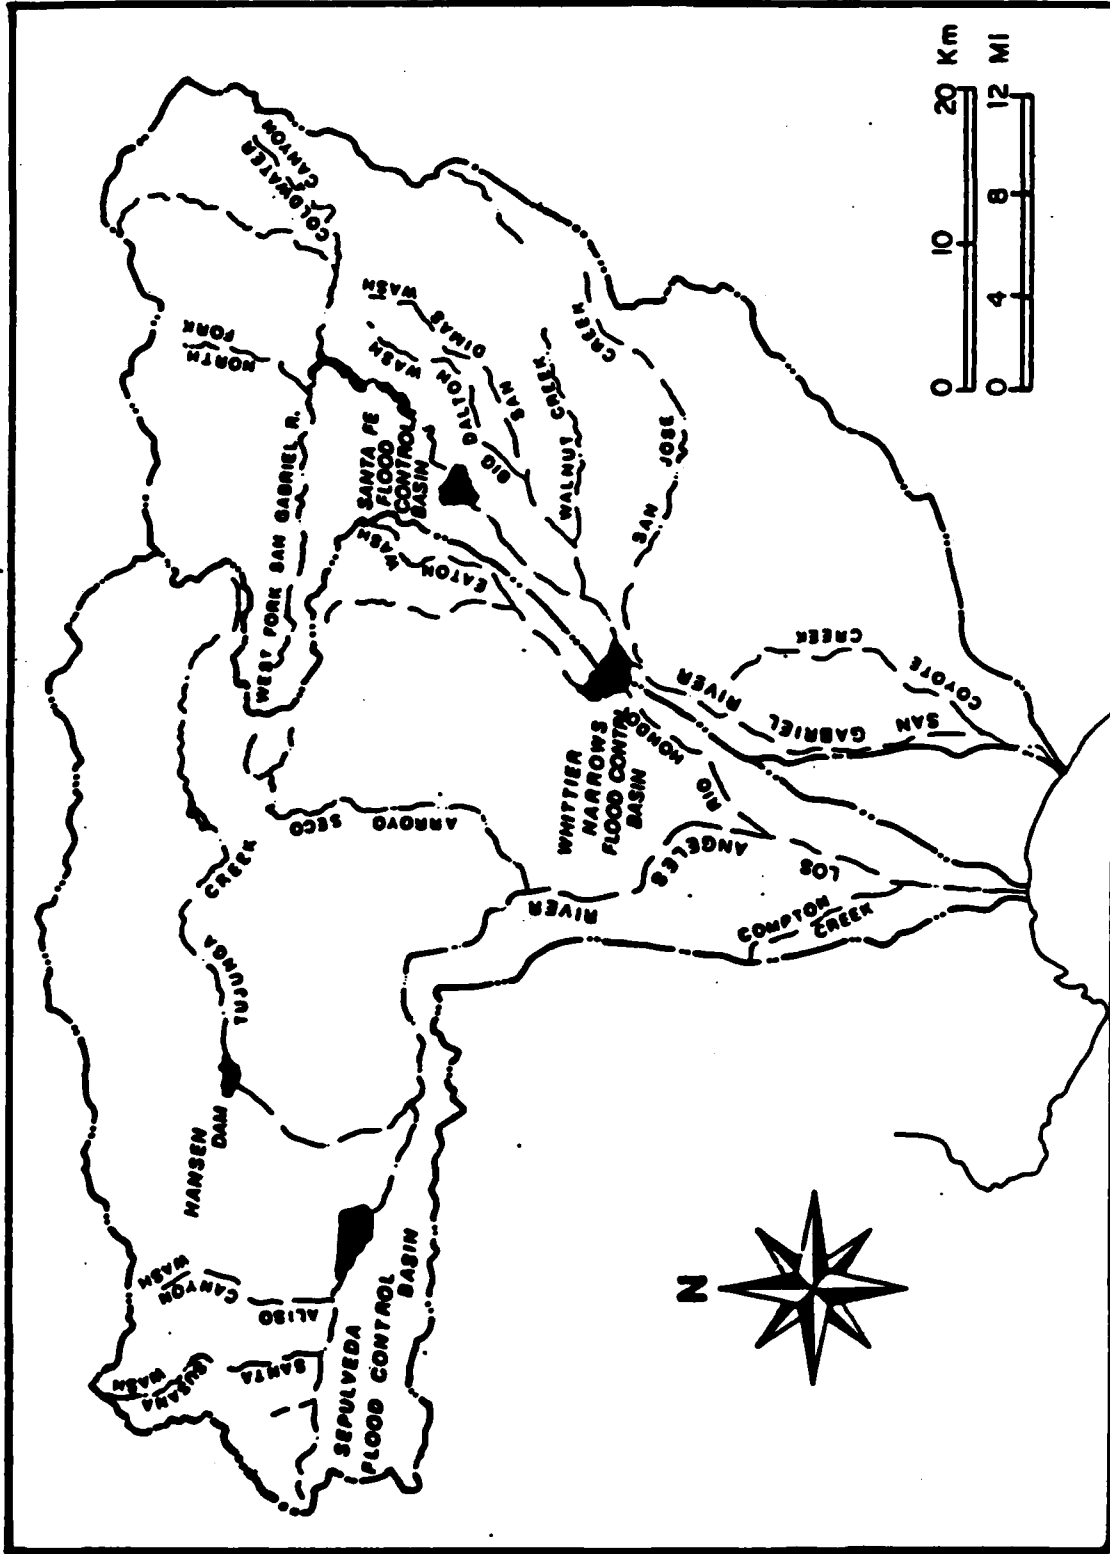 COLDWATER
CANYON
NORTH
FORK
WEST FORK SAN GABRIEL R.
SANTA FE
FLOOD
CONTROL
BASIN
BIG DALTON WASH
SAN DIMAS WASH
WALNUT CREEK
SAN JOSE CREEK
EATON WASH
WHITTIER
NARROWS
FLOOD CONTRL
BASIN
RIO HONDO
SAN GABRIEL RIVER
COYOTE CREEK
LOS ANGELES RIVER
COMPTON
CREEK
ARROYO SECO
TUJUNGA CREEK
HANSEN
DAM
ALISO CANYON
WASH
SANTA SUSANA
WASH
SEPULVEDA
FLOOD CONTROL
BASIN
N
0 10 20 Km
0 4 8 12 Mi